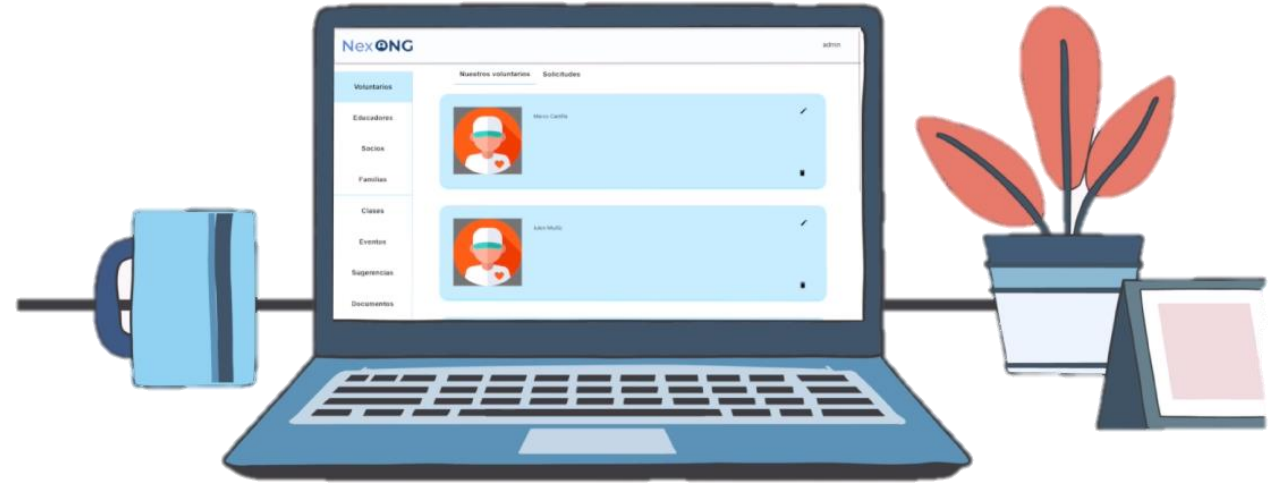 NexONG
admin
Nuestros voluntarios Solicitudes
Voluntarios
Educadores
Socios
Familias
Clases
Eventos
Sugerencias
Documentos